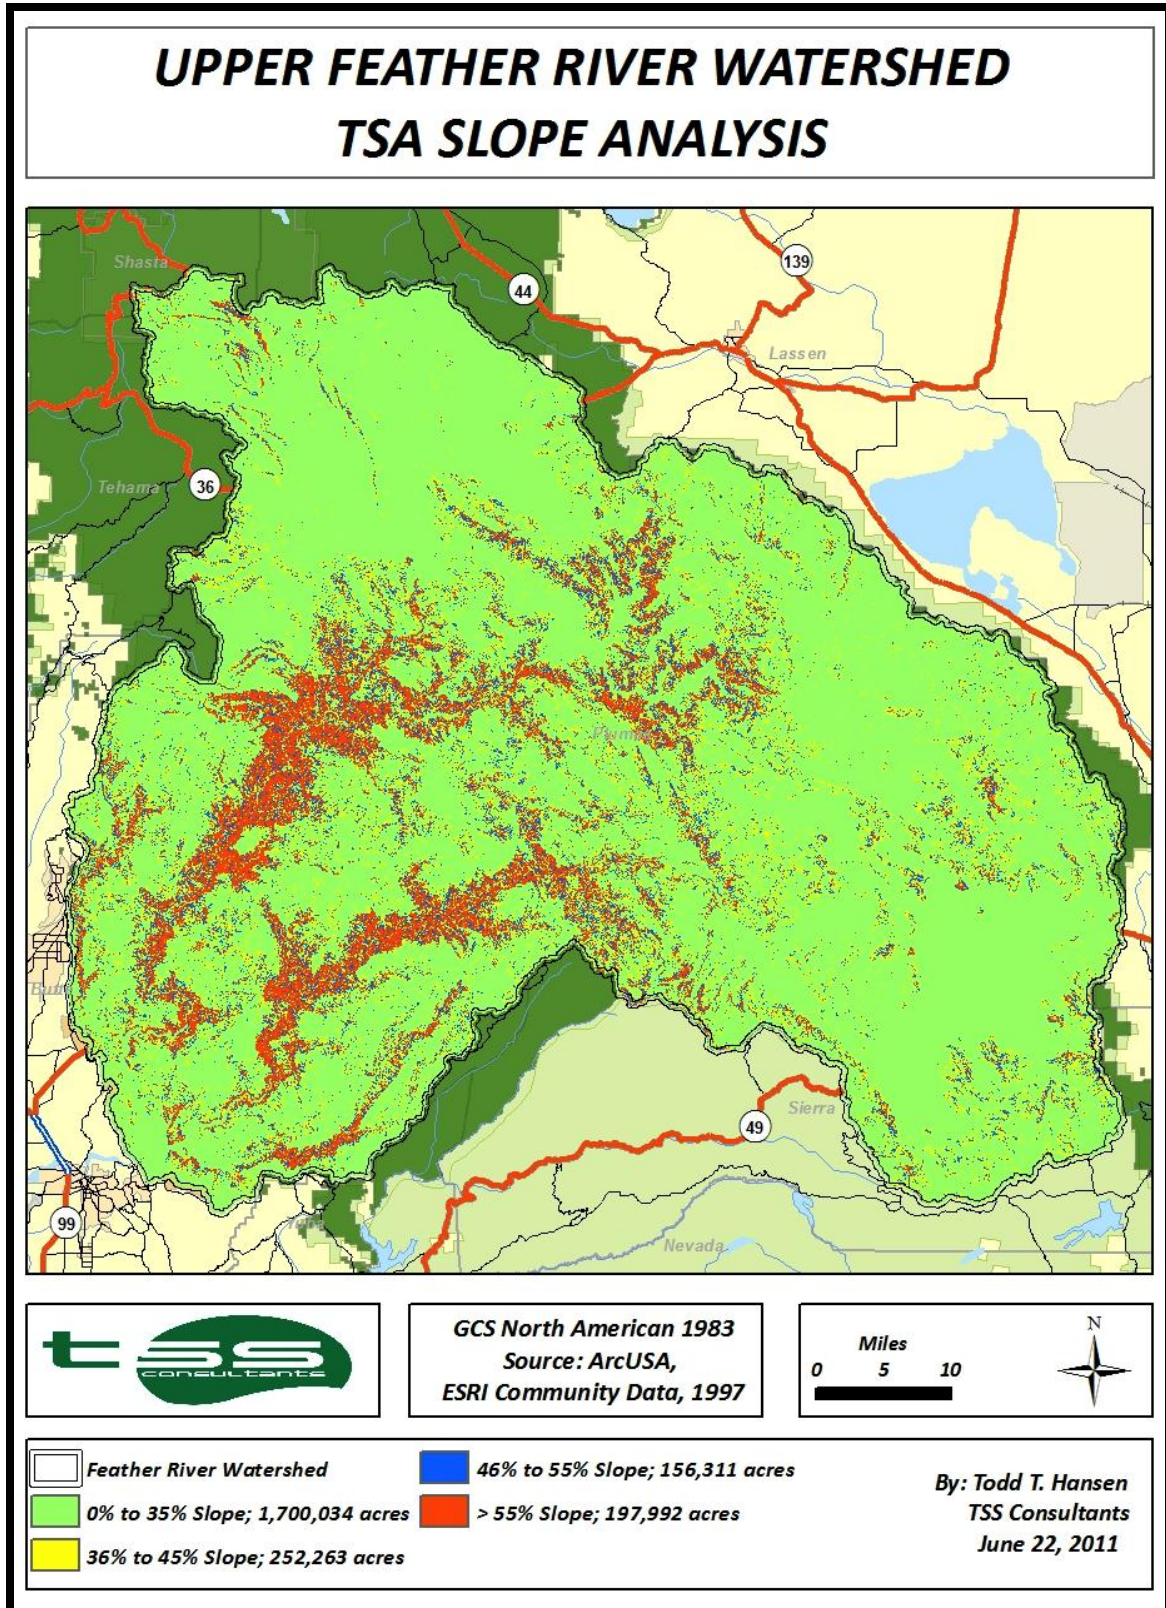 UPPER FEATHER RIVER WATERSHED
TSA SLOPE ANALYSIS
Shasta
139
44
Lassen
Tehama
36
Plumas
Butte
Sierra
49
99
Yuba
Nevada
tss
consultants
GCS North American 1983
Source: ArcUSA,
ESRI Community Data, 1997
N
Miles
0 5 10
Feather River Watershed
0% to 35% Slope; 1,700,034 acres
36% to 45% Slope; 252,263 acres
46% to 55% Slope; 156,311 acres
> 55% Slope; 197,992 acres
By: Todd T. Hansen
TSS Consultants
June 22, 2011